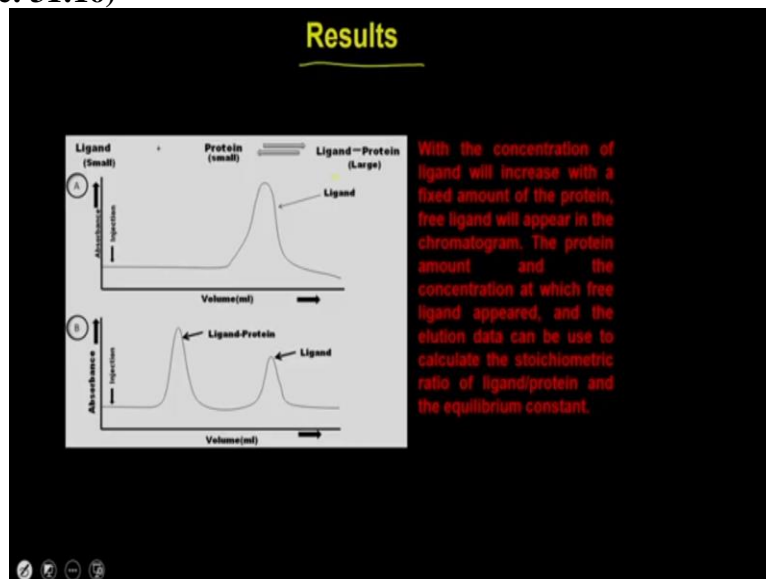 e. 31:10)
Results
Ligand + Protein Ligand-Protein
(Small) (small) (Large)
A
Absorbance
Injection
Ligand
Volume(ml)
B
Absorbance
Injection
Ligand-Protein
Ligand
Volume(ml)
With the concentration of
ligand will increase with a
fixed amount of the protein,
free ligand will appear in the
chromatogram. The protein
amount and the
concentration at which free
ligand appeared, and the
elution data can be use to
calculate the stoichiometric
ratio of ligand/protein and
the equilibrium constant.